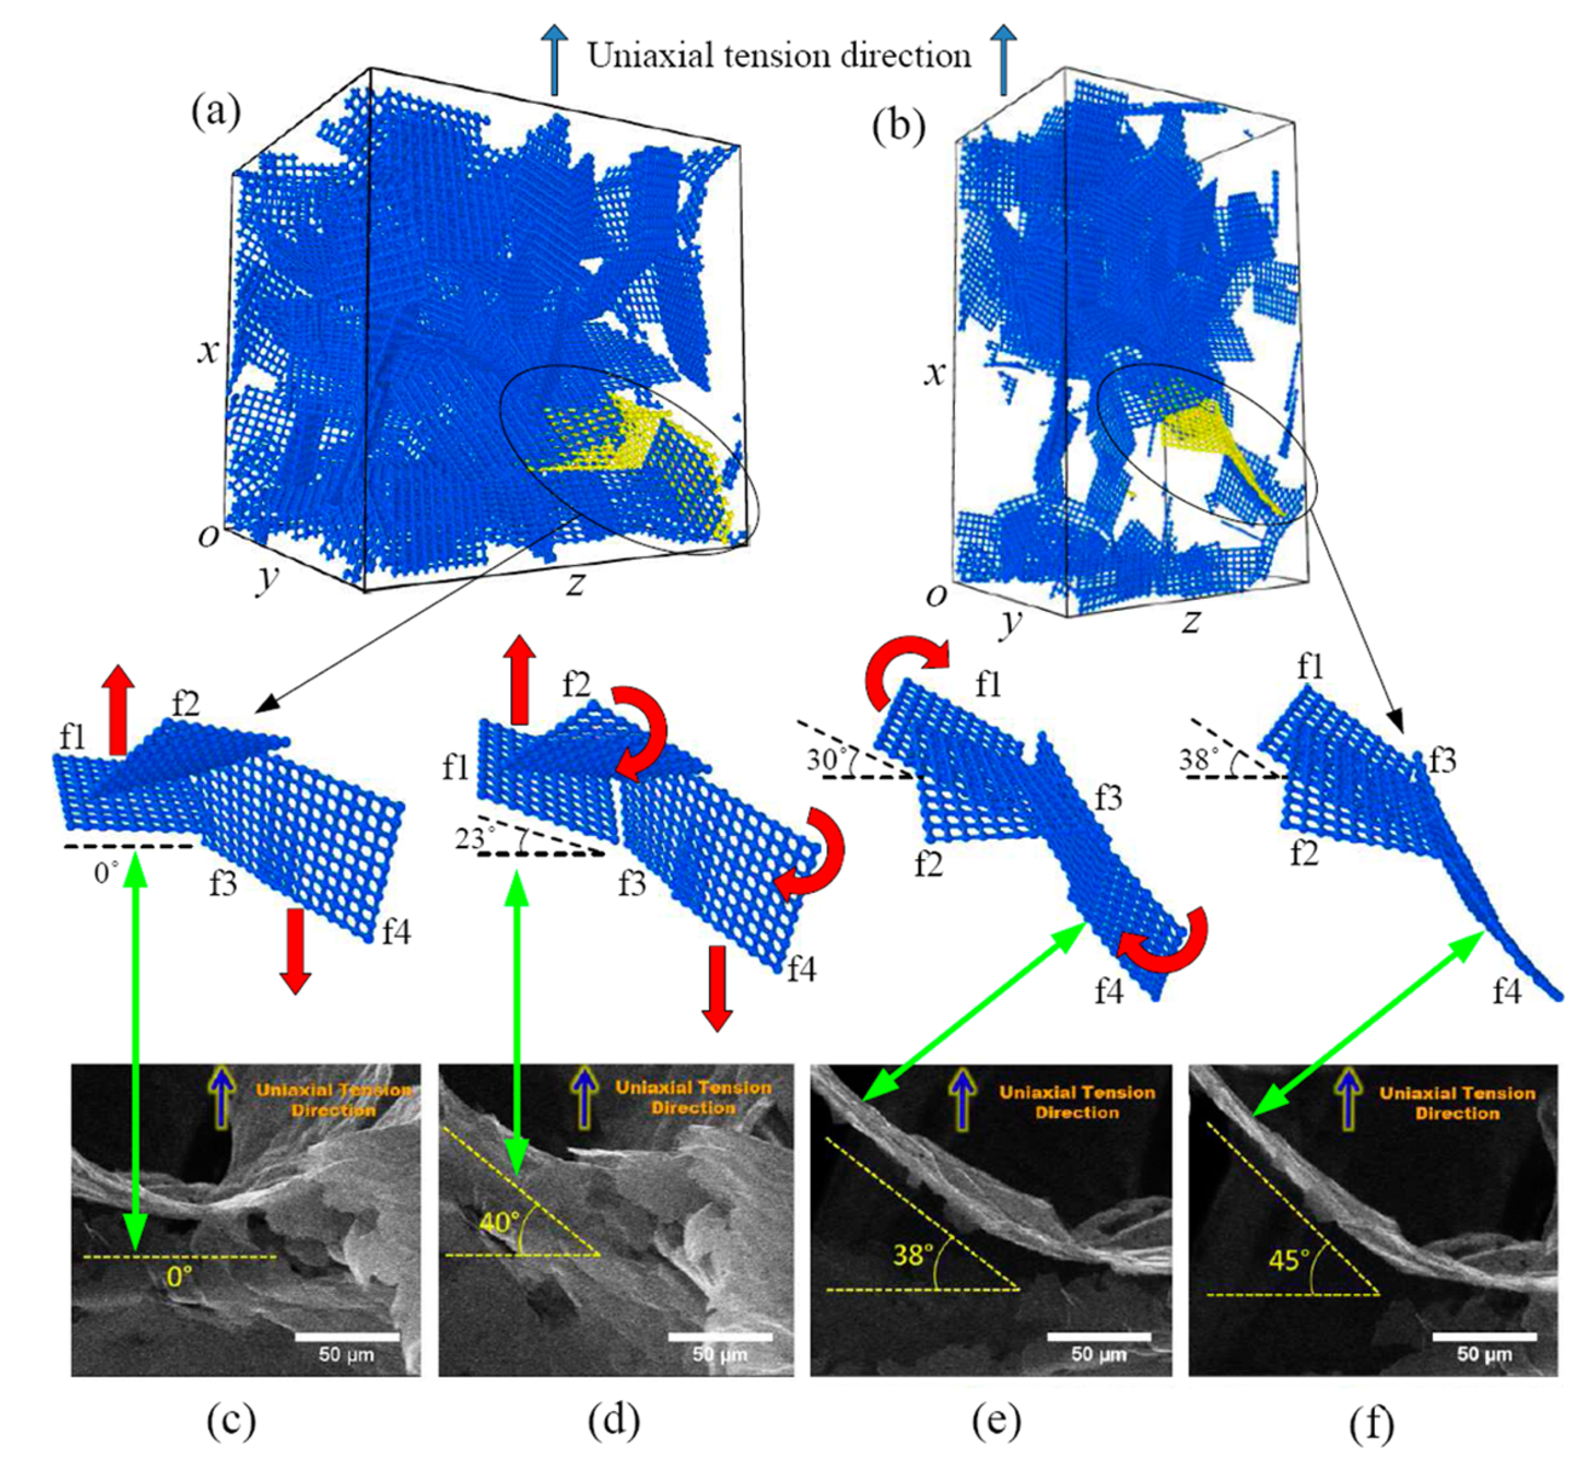 Uniaxial tension direction
(a)
(b)
x
o
y
z
x
o
y
z
f1
f2
f3
f4
0°
f1
f2
f3
f4
23°
f1
f2
f3
f4
30°
f1
f2
f3
f4
38°
Uniaxial Tension
Direction
0°
50 µm
Uniaxial Tension
Direction
40°
50 µm
Uniaxial Tension
Direction
38°
50 µm
Uniaxial Tension
Direction
45°
50 µm
(c)
(d)
(e)
(f)